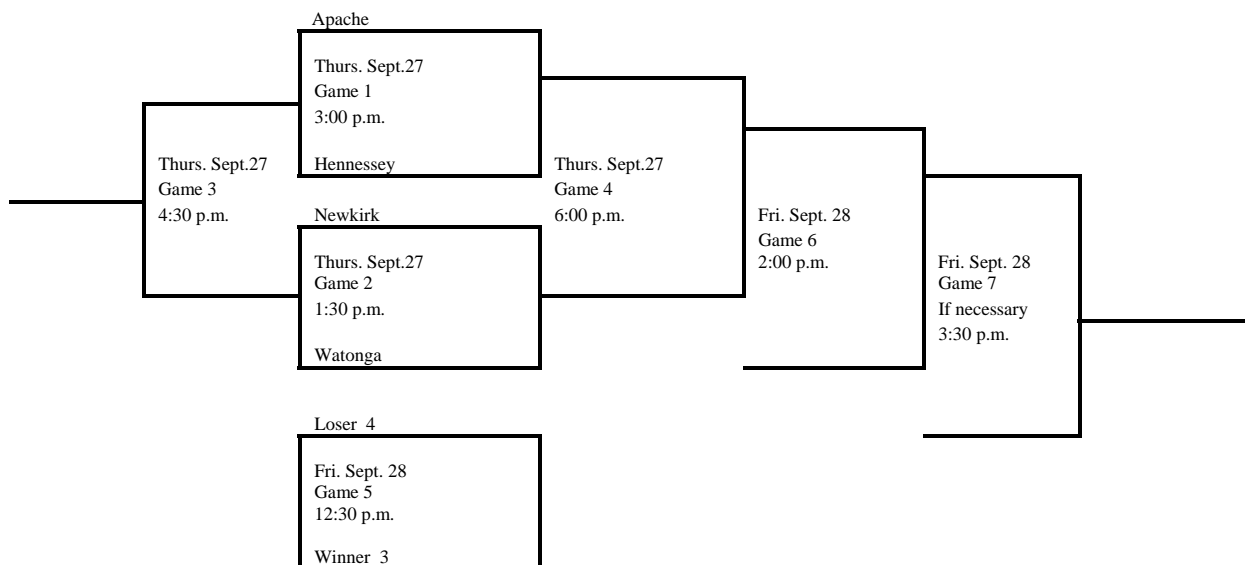 Apache
Thurs. Sept.27
Game 1
3:00 p.m.
Hennessey
Thurs. Sept.27
Game 3
4:30 p.m.
Newkirk
Thurs. Sept.27
Game 2
1:30 p.m.
Watonga
Thurs. Sept.27
Game 4
6:00 p.m.
Fri. Sept. 28
Game 6
2:00 p.m.
Fri. Sept. 28
Game 7
If necessary
3:30 p.m.
Loser 4
Fri. Sept. 28
Game 5
12:30 p.m.
Winner 3